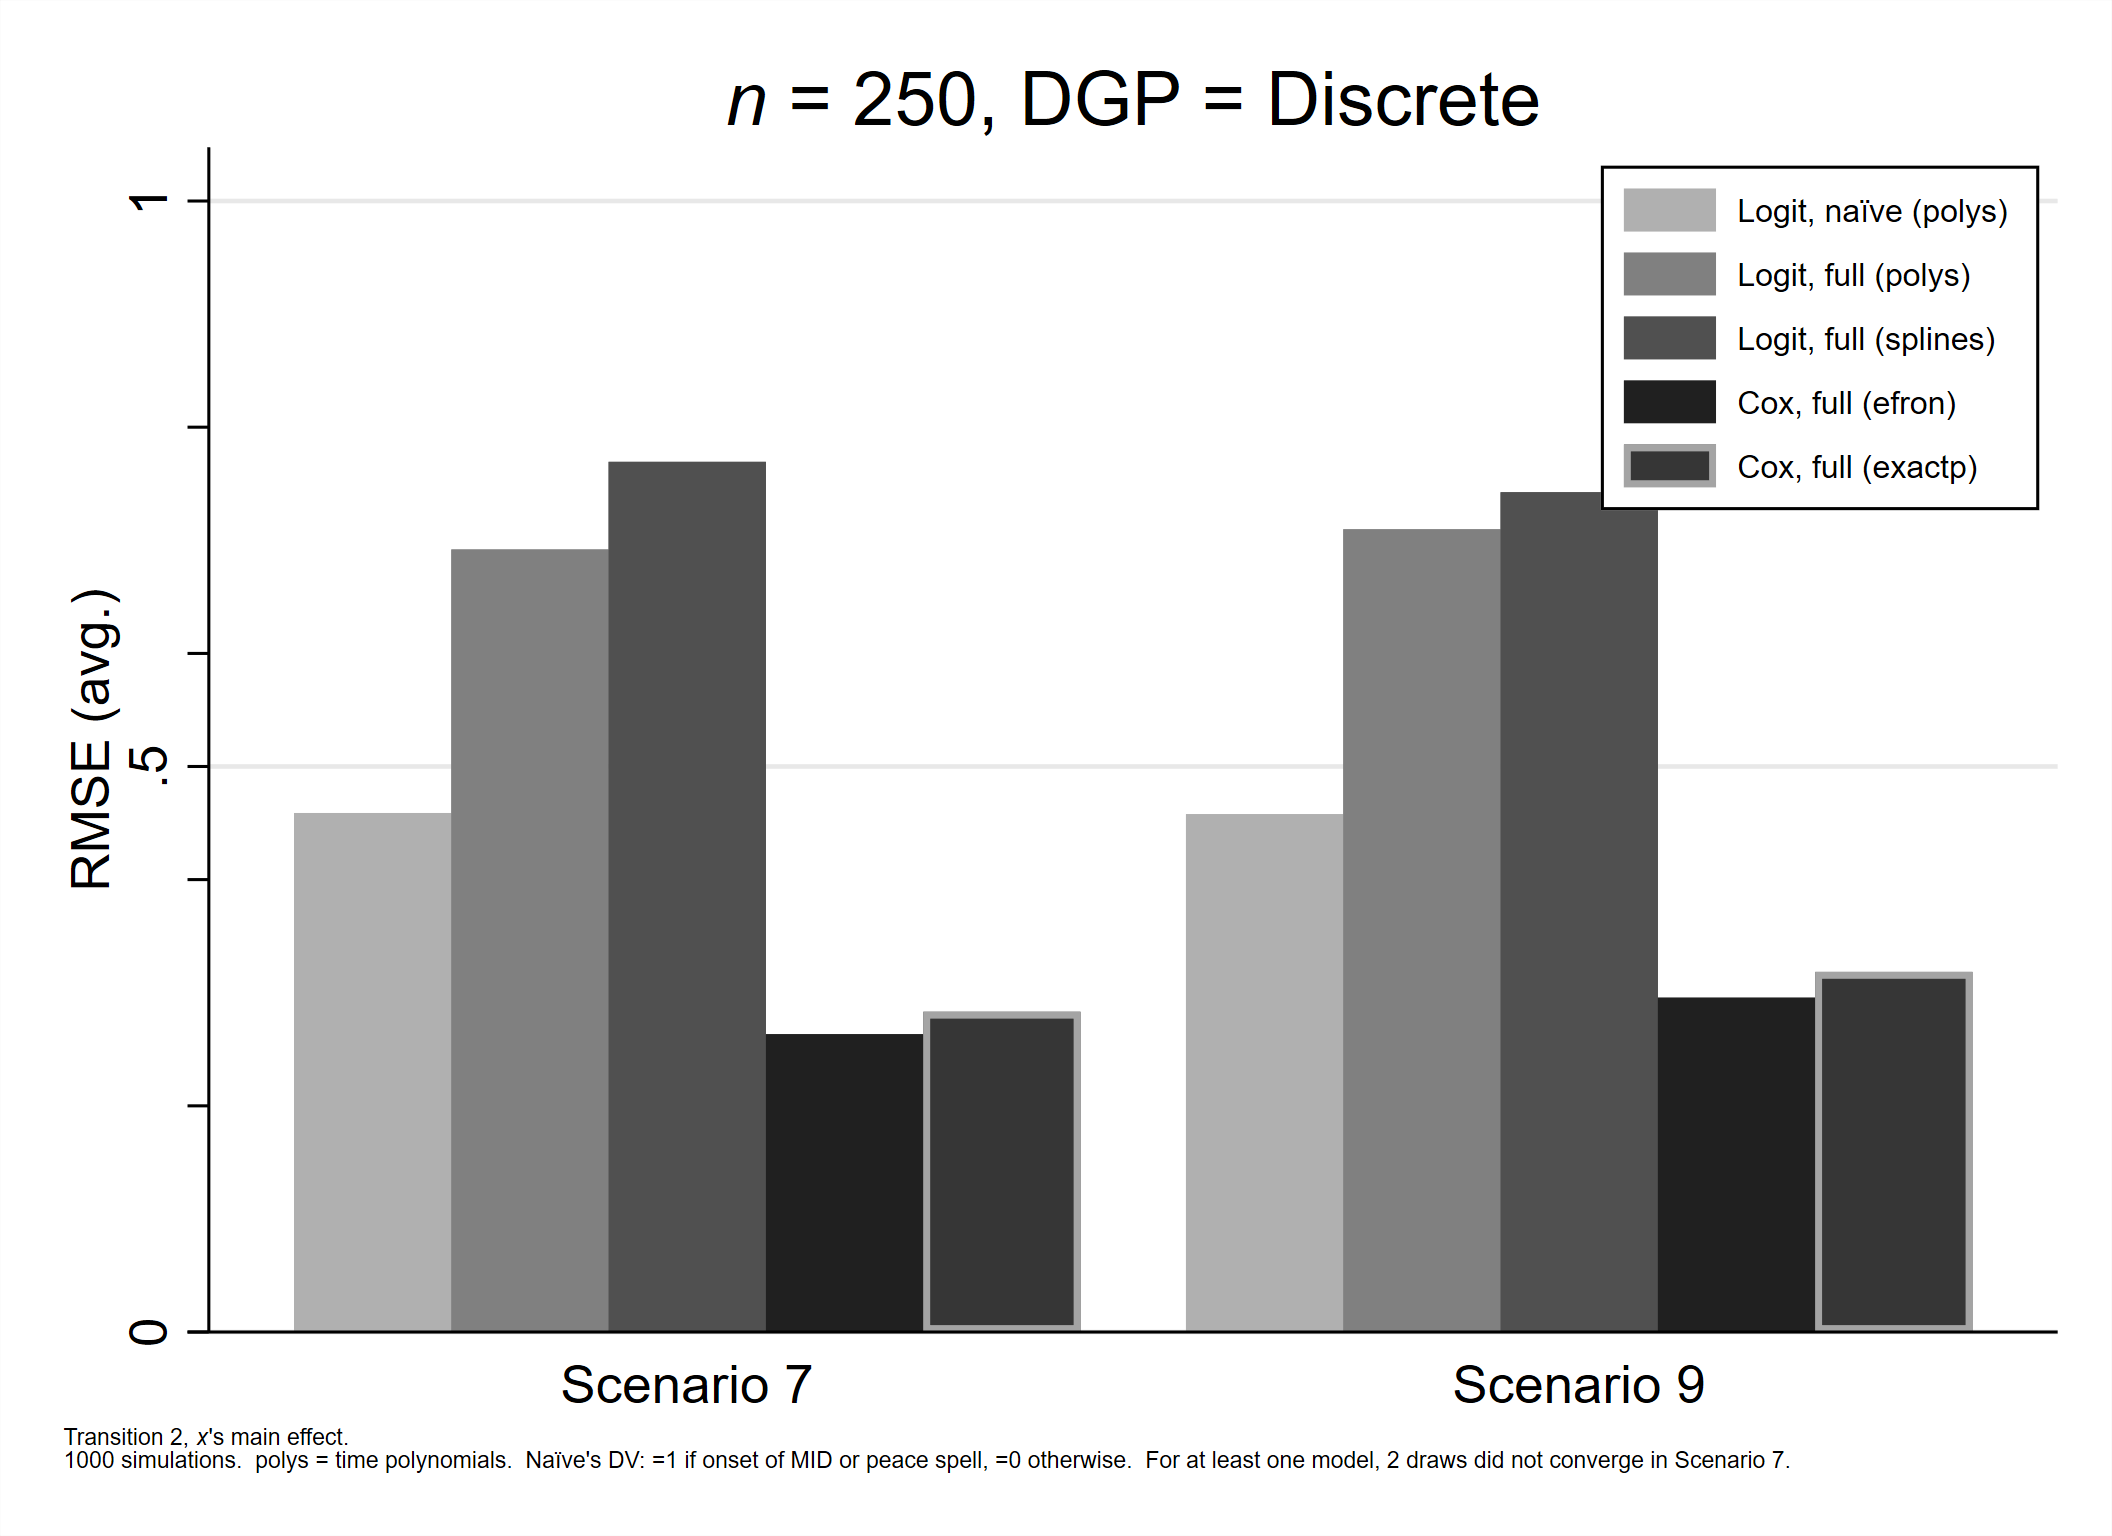 n = 250, DGP = Discrete
1
.5
0
RMSE (avg.)
Logit, naïve (polys)
Logit, full (polys)
Logit, full (splines)
Cox, full (efron)
Cox, full (exactp)
Scenario 7
Scenario 9
Transition 2, x's main effect.
1000 simulations.  polys = time polynomials.  Naïve's DV: =1 if onset of MID or peace spell, =0 otherwise.  For at least one model, 2 draws did not converge in Scenario 7.